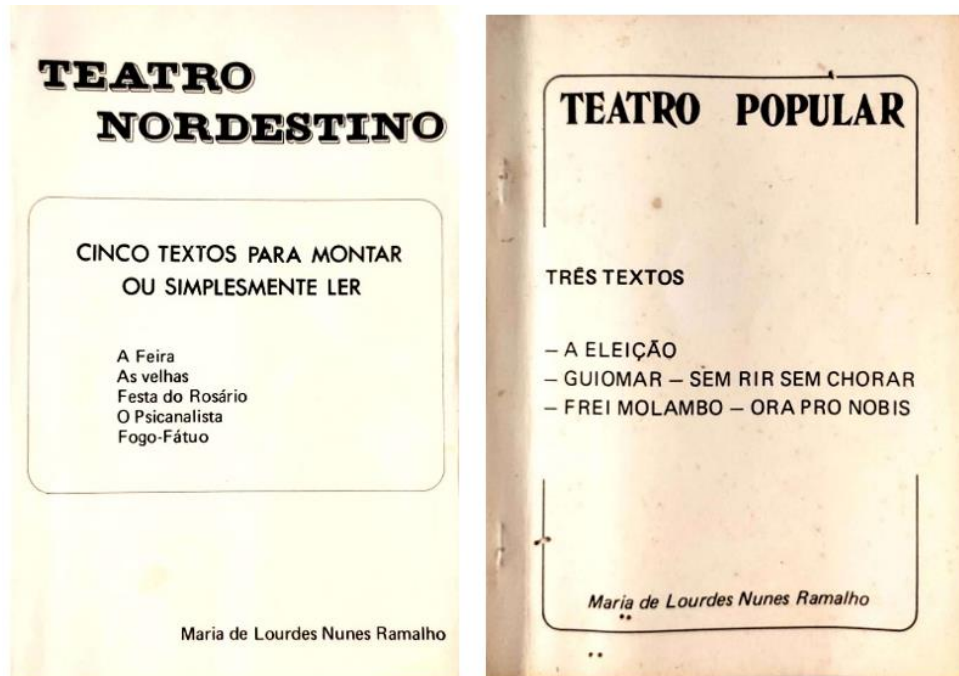 TEATRO
NORDESTINO
CINCO TEXTOS PARA MONTAR
OU SIMPLESMENTE LER
A Feira
As velhas
Festa do Rosário
O Psicanalista
Fogo-Fátuo
Maria de Lourdes Nunes Ramalho
TEATRO POPULAR
TRÊS TEXTOS
– A ELEIÇÃO
– GUIOMAR – SEM RIR SEM CHORAR
– FREI MOLAMBO – ORA PRO NOBIS
Maria de Lourdes Nunes Ramalho